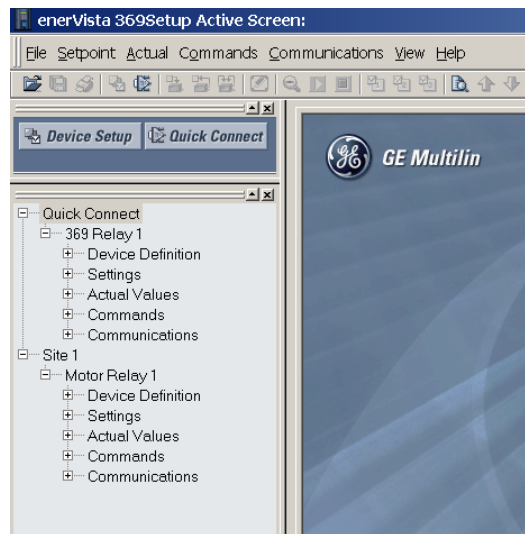 enerVista 369Setup Active Screen:
File Setpoint Actual Commands Communications View Help
Device Setup Quick Connect
GE Multilin
Quick Connect
369 Relay 1
Device Definition
Settings
Actual Values
Commands
Communications
Site 1
Motor Relay 1
Device Definition
Settings
Actual Values
Commands
Communications